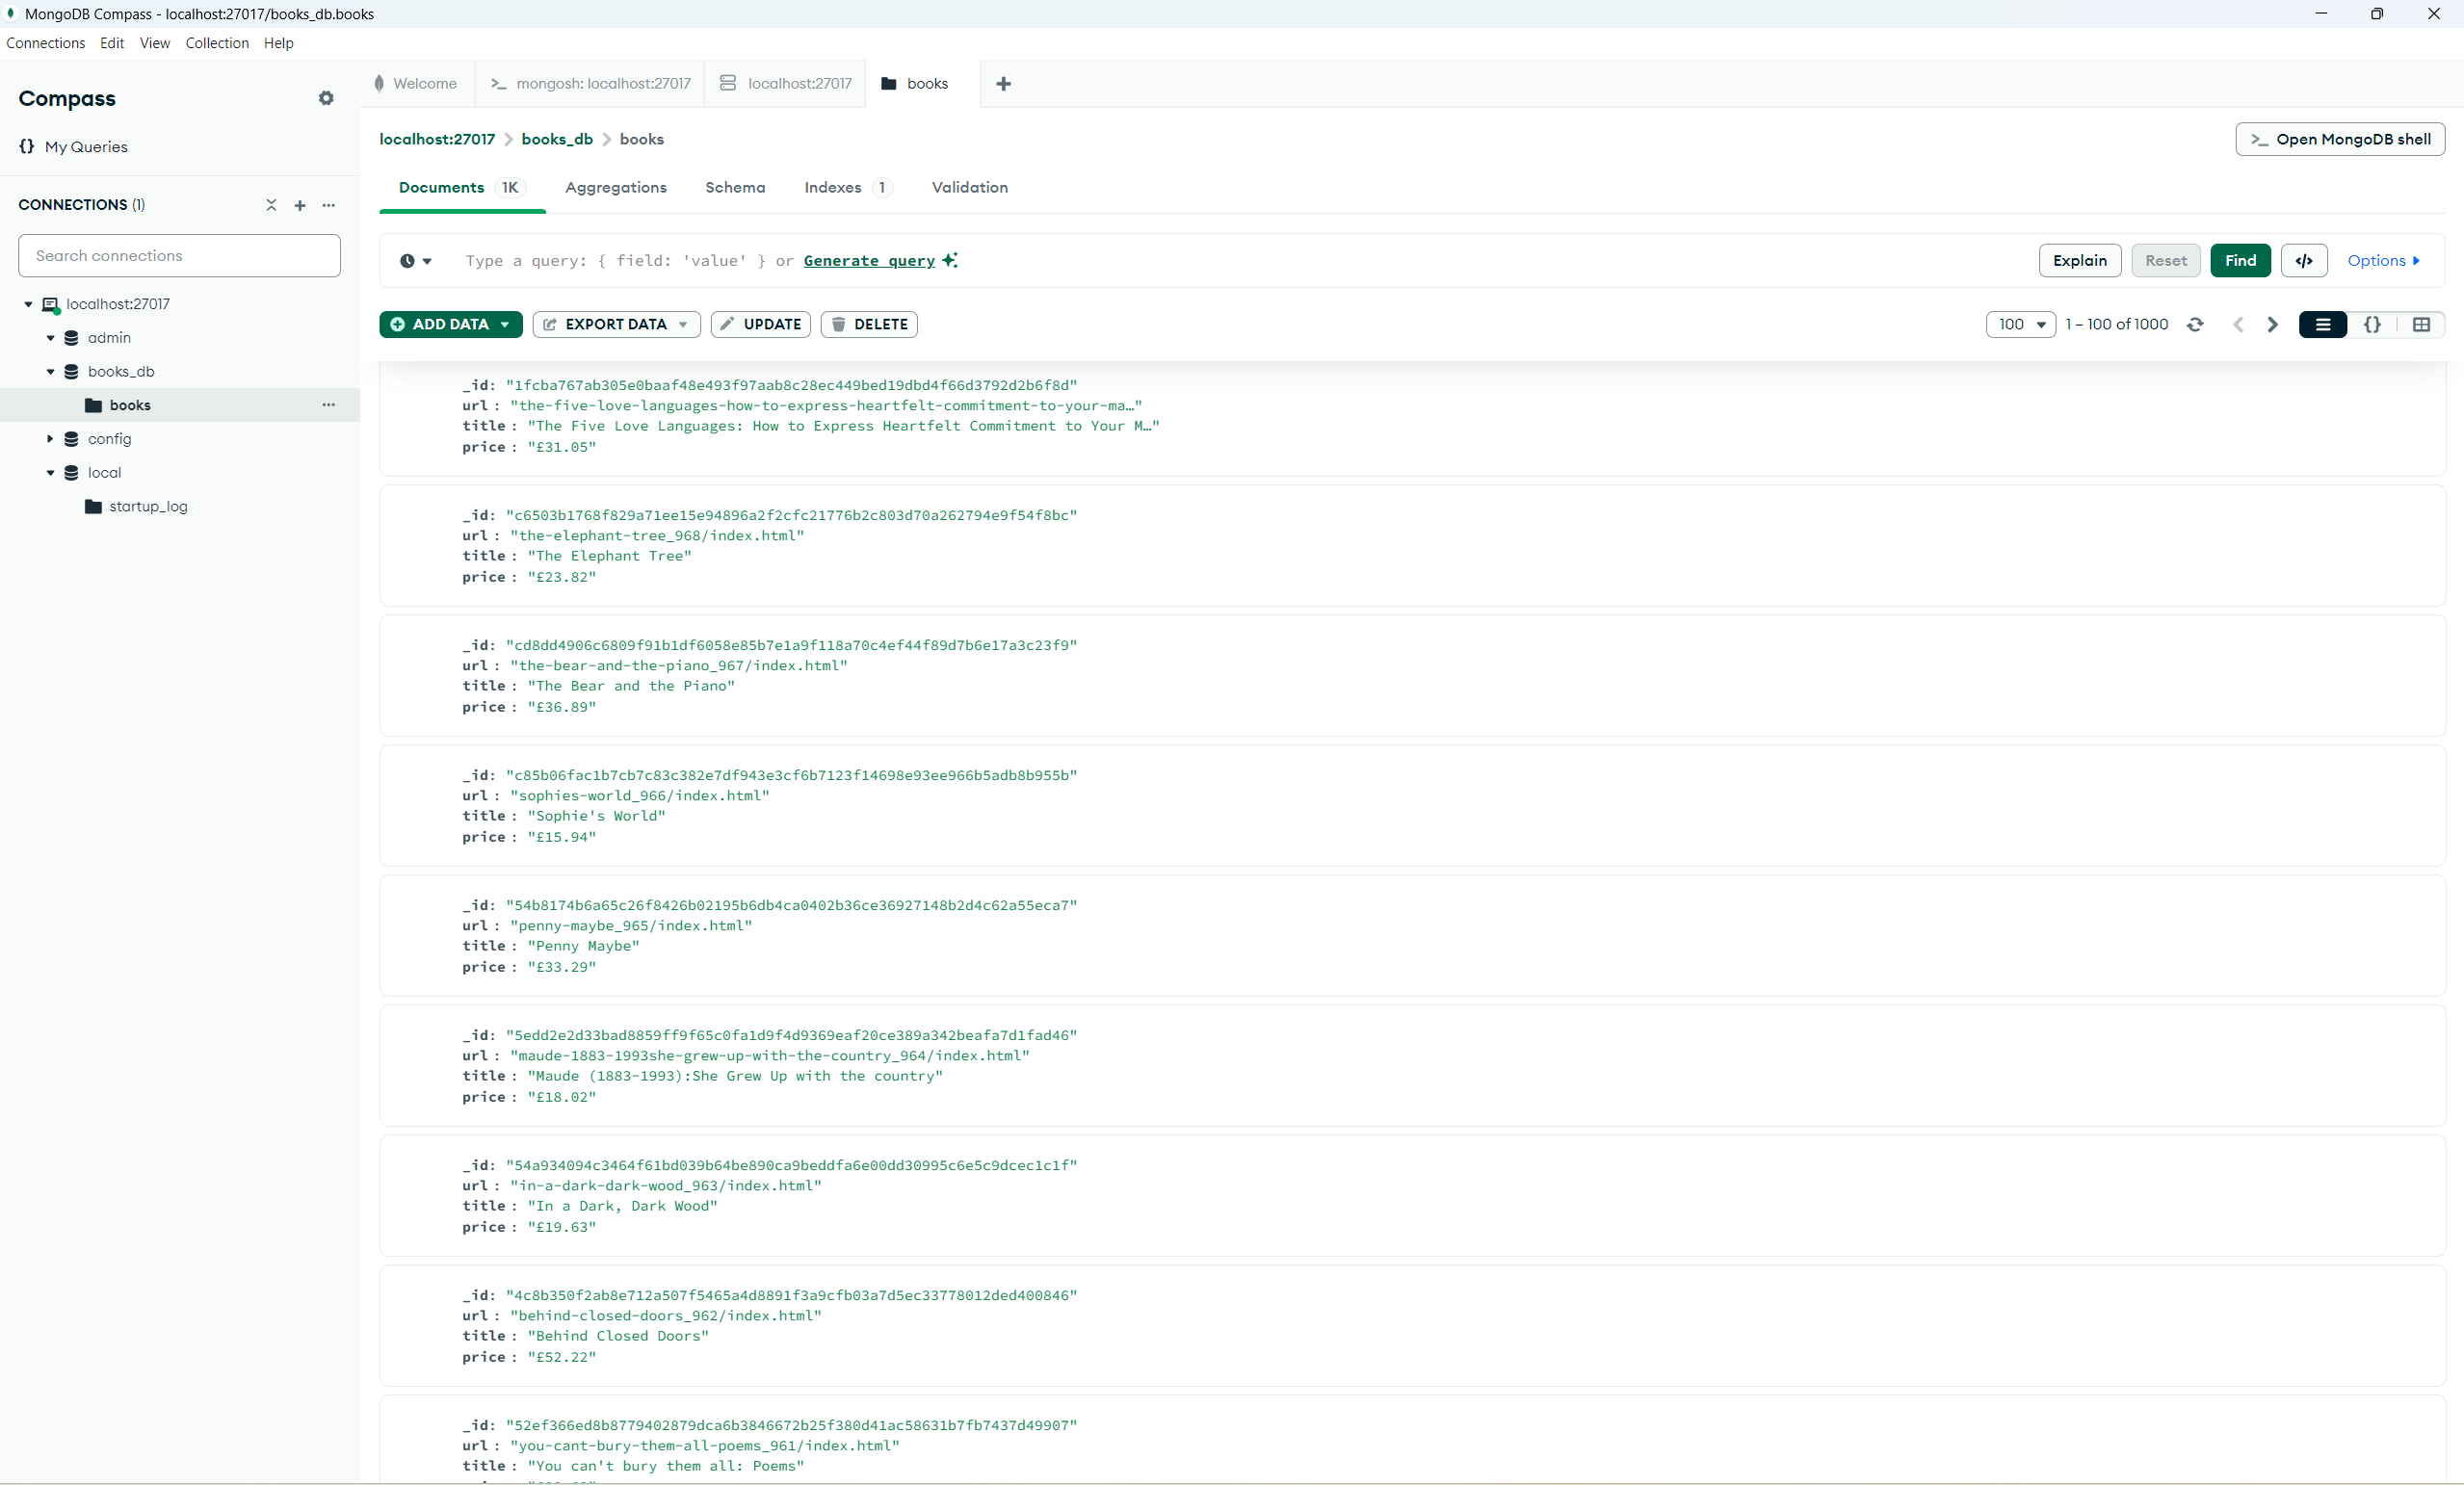 MongoDB Compass - localhost:27017/books_db.books
Connections Edit View Collection Help
Compass
My Queries
CONNECTIONS (1)
Search connections
localhost:27017
admin
books_db
books
config
local
startup_log
Welcome
mongosh: localhost:27017
localhost:27017
books
localhost:27017 > books_db > books
Open MongoDB shell
Documents 1K Aggregations Schema Indexes 1 Validation
Type a query: { field: 'value' } or Generate query
Explain Reset Find </> Options
ADD DATA EXPORT DATA UPDATE DELETE
100 1 – 100 of 1000 {}
_id: "1fcba767ab305e0baaf48e493f97aab8c28ec449bed19dbd4f66d3792d2b6f8d"
url : "the-five-love-languages-how-to-express-heartfelt-commitment-to-your-ma…"
title : "The Five Love Languages: How to Express Heartfelt Commitment to Your M…"
price : "£31.05"
_id: "c6503b1768f829a71ee15e94896a2f2cfc21776b2c803d70a262794e9f54f8bc"
url : "the-elephant-tree_968/index.html"
title : "The Elephant Tree"
price : "£23.82"
_id: "cd8dd4906c6809f91b1df6058e85b7e1a9f118a70c4ef44f89d7b6e17a3c23f9"
url : "the-bear-and-the-piano_967/index.html"
title : "The Bear and the Piano"
price : "£36.89"
_id: "c85b06fac1b7cb7c83c382e7df943e3cf6b7123f14698e93ee966b5adb8b955b"
url : "sophies-world_966/index.html"
title : "Sophie's World"
price : "£15.94"
_id: "54b8174b6a65c26f8426b02195b6db4ca0402b36ce36927148b2d4c62a55eca7"
url : "penny-maybe_965/index.html"
title : "Penny Maybe"
price : "£33.29"
_id: "5edd2e2d33bad8859ff9f65c0fa1d9f4d9369eaf20ce389a342beafa7d1fad46"
url : "maude-1883-1993she-grew-up-with-the-country_964/index.html"
title : "Maude (1883-1993):She Grew Up with the country"
price : "£18.02"
_id: "54a934094c3464f61bd039b64be890ca9beddfa6e00dd30995c6e5c9dcec1c1f"
url : "in-a-dark-dark-wood_963/index.html"
title : "In a Dark, Dark Wood"
price : "£19.63"
_id: "4c8b350f2ab8e712a507f5465a4d8891f3a9cfb03a7d5ec33778012ded400846"
url : "behind-closed-doors_962/index.html"
title : "Behind Closed Doors"
price : "£52.22"
_id: "52ef366ed8b8779402879dca6b3846672b25f380d41ac58631b7fb7437d49907"
url : "you-cant-bury-them-all-poems_961/index.html"
title : "You can't bury them all: Poems"